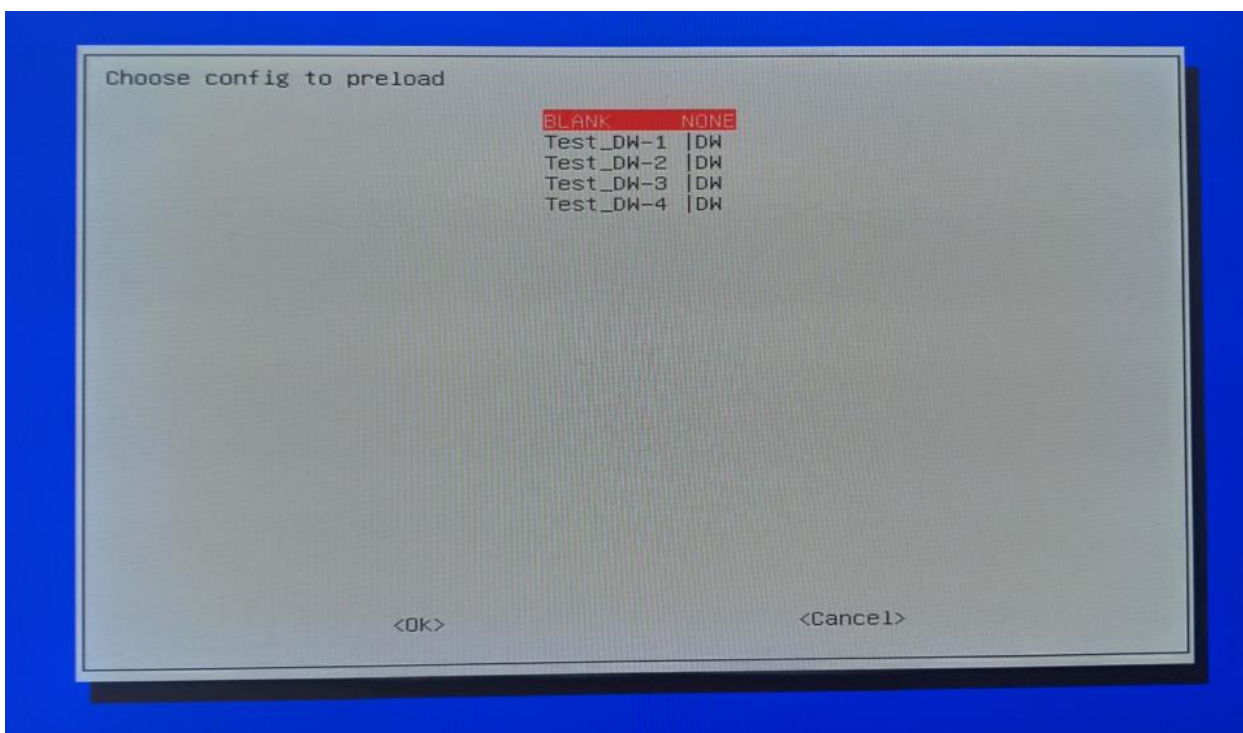 Choose config to preload
BLANK NONE
Test_DW-1 |DW
Test_DW-2 |DW
Test_DW-3 |DW
Test_DW-4 |DW
<Ok> <Cancel>